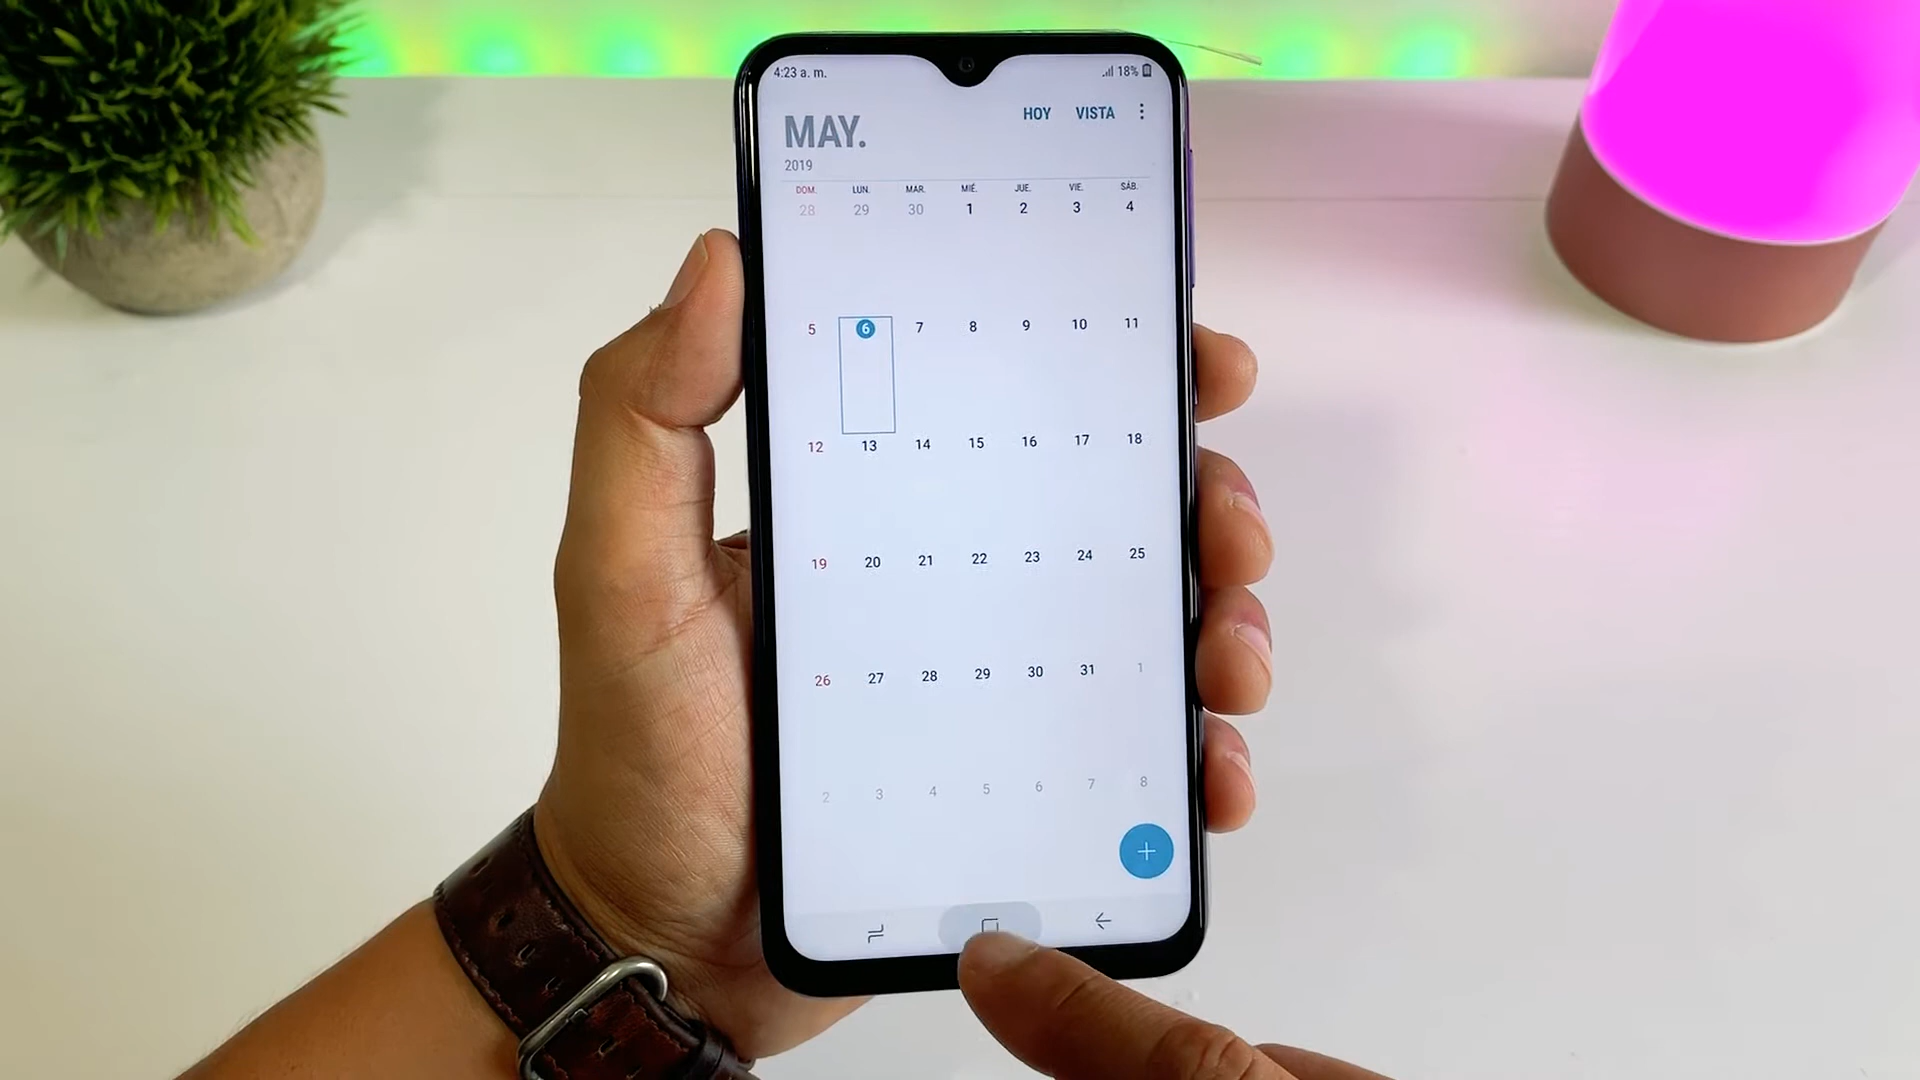 4:23 a. m. 18%
HOY VISTA
MAY.
2019
DOM. LUN. MAR. MIÉ. JUE. VIE. SÁB.
28 29 30 1 2 3 4
5 6 7 8 9 10 11
12 13 14 15 16 17 18
19 20 21 22 23 24 25
26 27 28 29 30 31 1
2 3 4 5 6 7 8